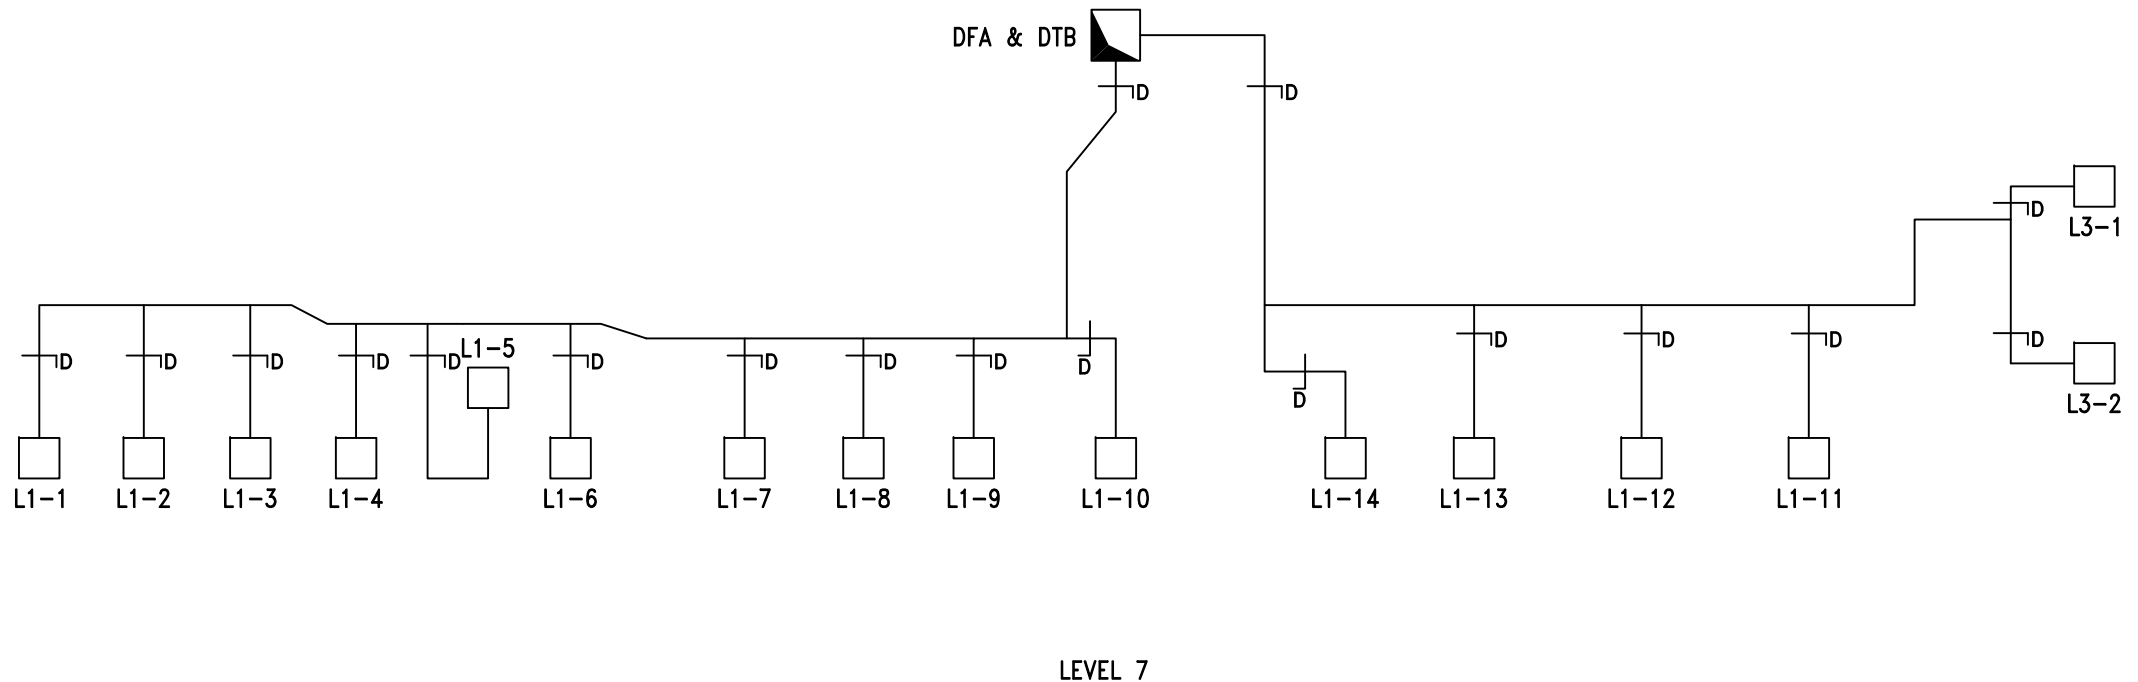 DFA & DTB
D
D
D
L3-1
D
L3-2
D
D
D
D
D
L1-5
D
D
D
D
D
D
D
D
D
L1-1
L1-2
L1-3
L1-4
L1-6
L1-7
L1-8
L1-9
L1-10
L1-14
L1-13
L1-12
L1-11
LEVEL 7